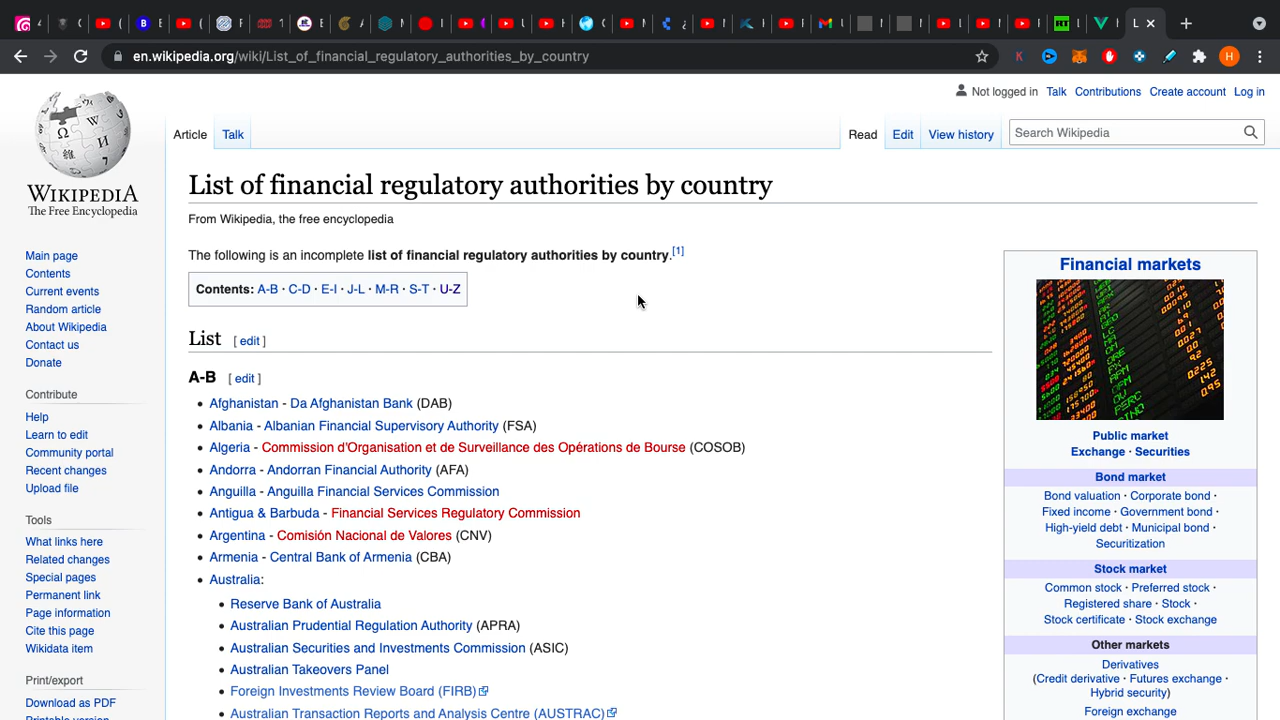 L
en.wikipedia.org/wiki/List_of_financial_regulatory_authorities_by_country
Not logged in Talk Contributions Create account Log in
Article Talk Read Edit View history Search Wikipedia
WIKIPEDIA
The Free Encyclopedia
Main page
Contents
Current events
Random article
About Wikipedia
Contact us
Donate
Contribute
Help
Learn to edit
Community portal
Recent changes
Upload file
Tools
What links here
Related changes
Special pages
Permanent link
Page information
Cite this page
Wikidata item
Print/export
Download as PDF
Printable version
List of financial regulatory authorities by country
From Wikipedia, the free encyclopedia
The following is an incomplete list of financial regulatory authorities by country.[1]
Contents: A-B · C-D · E-I · J-L · M-R · S-T · U-Z
List [ edit ]
A-B [ edit ]
• Afghanistan - Da Afghanistan Bank (DAB)
• Albania - Albanian Financial Supervisory Authority (FSA)
• Algeria - Commission d'Organisation et de Surveillance des Opérations de Bourse (COSOB)
• Andorra - Andorran Financial Authority (AFA)
• Anguilla - Anguilla Financial Services Commission
• Antigua & Barbuda - Financial Services Regulatory Commission
• Argentina - Comisión Nacional de Valores (CNV)
• Armenia - Central Bank of Armenia (CBA)
• Australia:
• Reserve Bank of Australia
• Australian Prudential Regulation Authority (APRA)
• Australian Securities and Investments Commission (ASIC)
• Australian Takeovers Panel
• Foreign Investments Review Board (FIRB)
• Australian Transaction Reports and Analysis Centre (AUSTRAC)
Financial markets
Public market
Exchange · Securities
Bond market
Bond valuation · Corporate bond ·
Fixed income · Government bond ·
High-yield debt · Municipal bond ·
Securitization
Stock market
Common stock · Preferred stock ·
Registered share · Stock ·
Stock certificate · Stock exchange
Other markets
Derivatives
(Credit derivative · Futures exchange ·
Hybrid security)
Foreign exchange